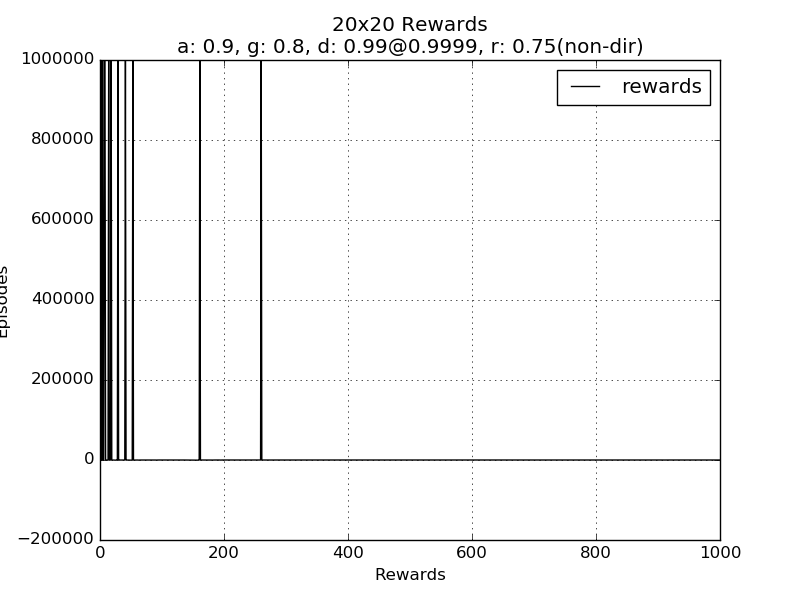 20x20 Rewards
a: 0.9, g: 0.8, d: 0.99@0.9999, r: 0.75(non-dir)
rewards
1000000
800000
600000
400000
200000
0
−200000
Episodes
0 200 400 600 800 1000
Rewards